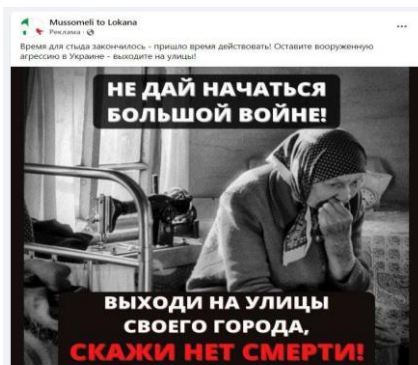 Mussomeli to Lokana
Реклама ·
Время для стыда закончилось - пришло время действовать! Оставите вооруженную
агрессию в Украине - выходите на улицы!
НЕ ДАЙ НАЧАТЬСЯ
БОЛЬШОЙ ВОЙНЕ!
ВЫХОДИ НА УЛИЦЫ
СВОЕГО ГОРОДА,
СКАЖИ НЕТ СМЕРТИ!